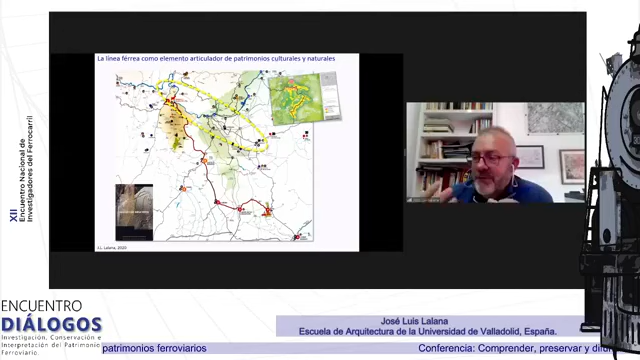 La línea férrea como elemento articulador de patrimonios culturales y naturales
J.L. Lalana, 2020
XII
Encuentro Nacional de
Investigadores del Ferrocarril
ENCUENTRO
DIÁLOGOS
Investigación, Conservación e
Interpretación del Patrimonio
Ferroviario.
José Luis Lalana
Escuela de Arquitectura de la Universidad de Valladolid, España.
patrimonios ferroviarios
Conferencia: Comprender, preservar y difu